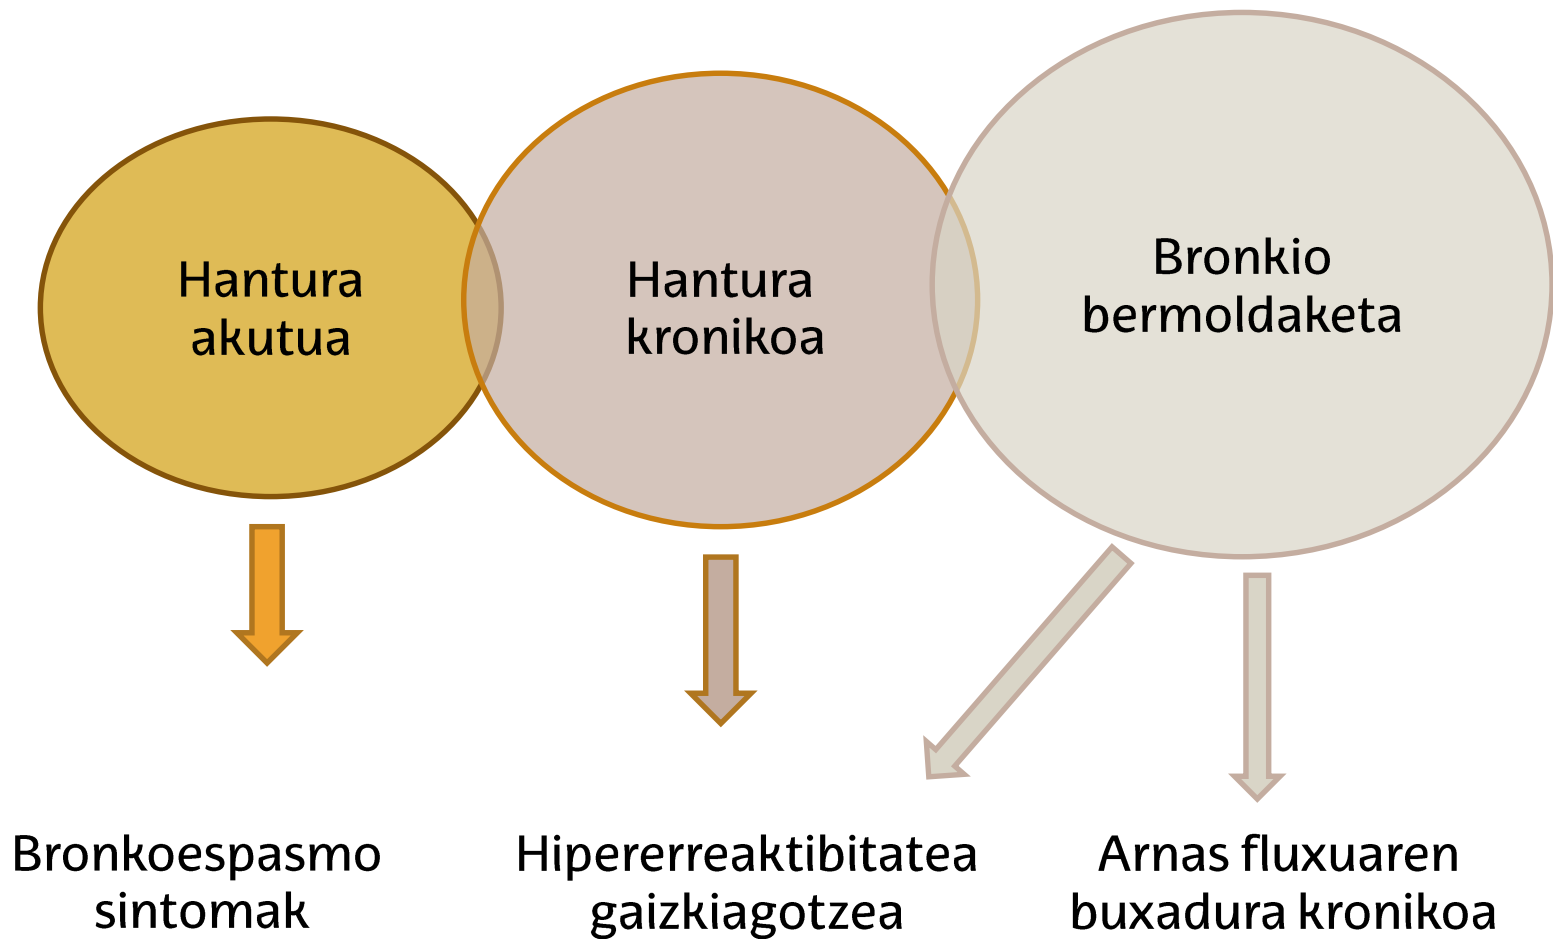 Hantura
akutua
Hantura
kronikoa
Bronkio
bermoldaketa
Bronkoespasmo
sintomak
Hipererreaktibitatea
gaizkiagotzea
Arnas fluxuaren
buxadura kronikoa